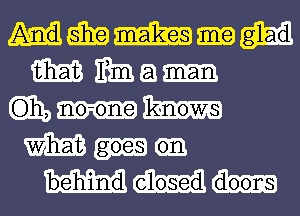 And she makes me glad
that I'm a man
Oh, no-one knows
what goes on
behind closed doors